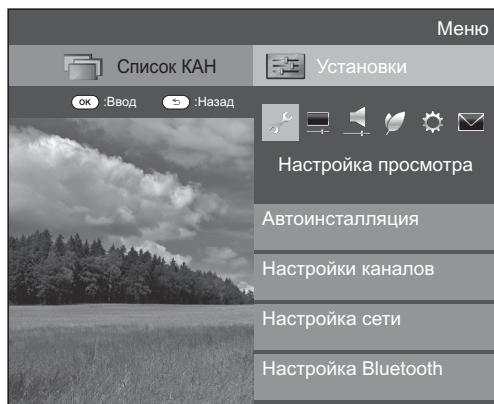 Меню
Список КАН
Установки
OK :Ввод :Назад
Настройка просмотра
Автоинсталляция
Настройки каналов
Настройка сети
Настройка Bluetooth